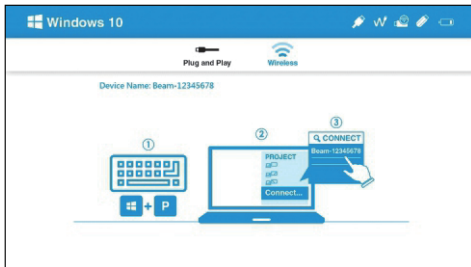 Windows 10
Plug and Play
Wireless
Device Name: Beam-12345678
①
②
③
PROJECT
Connect...
CONNECT
Beam-12345678
+ P